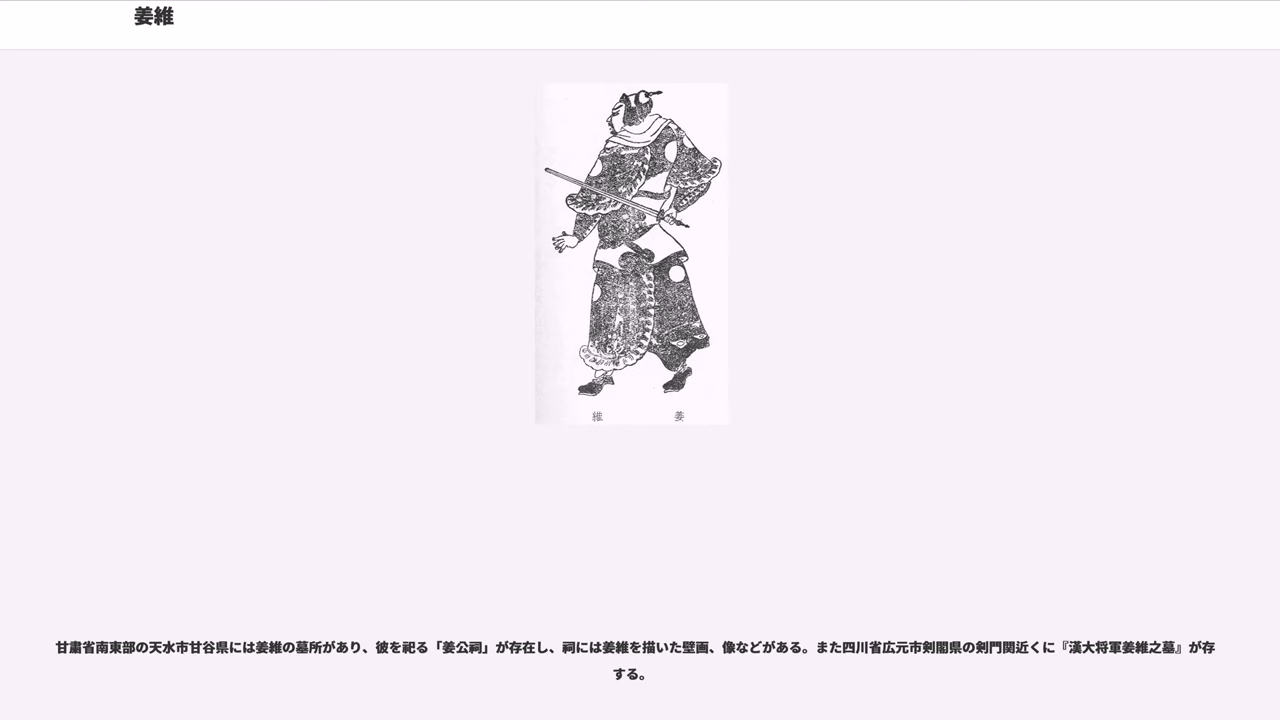 姜維
維 姜
甘粛省南東部の天水市甘谷県には姜維の墓所があり、彼を祀る「姜公祠」が存在し、祠には姜維を描いた壁画、像などがある。また四川省広元市剣閣県の剣門関近くに『漢大将軍姜維之墓』が存
する。